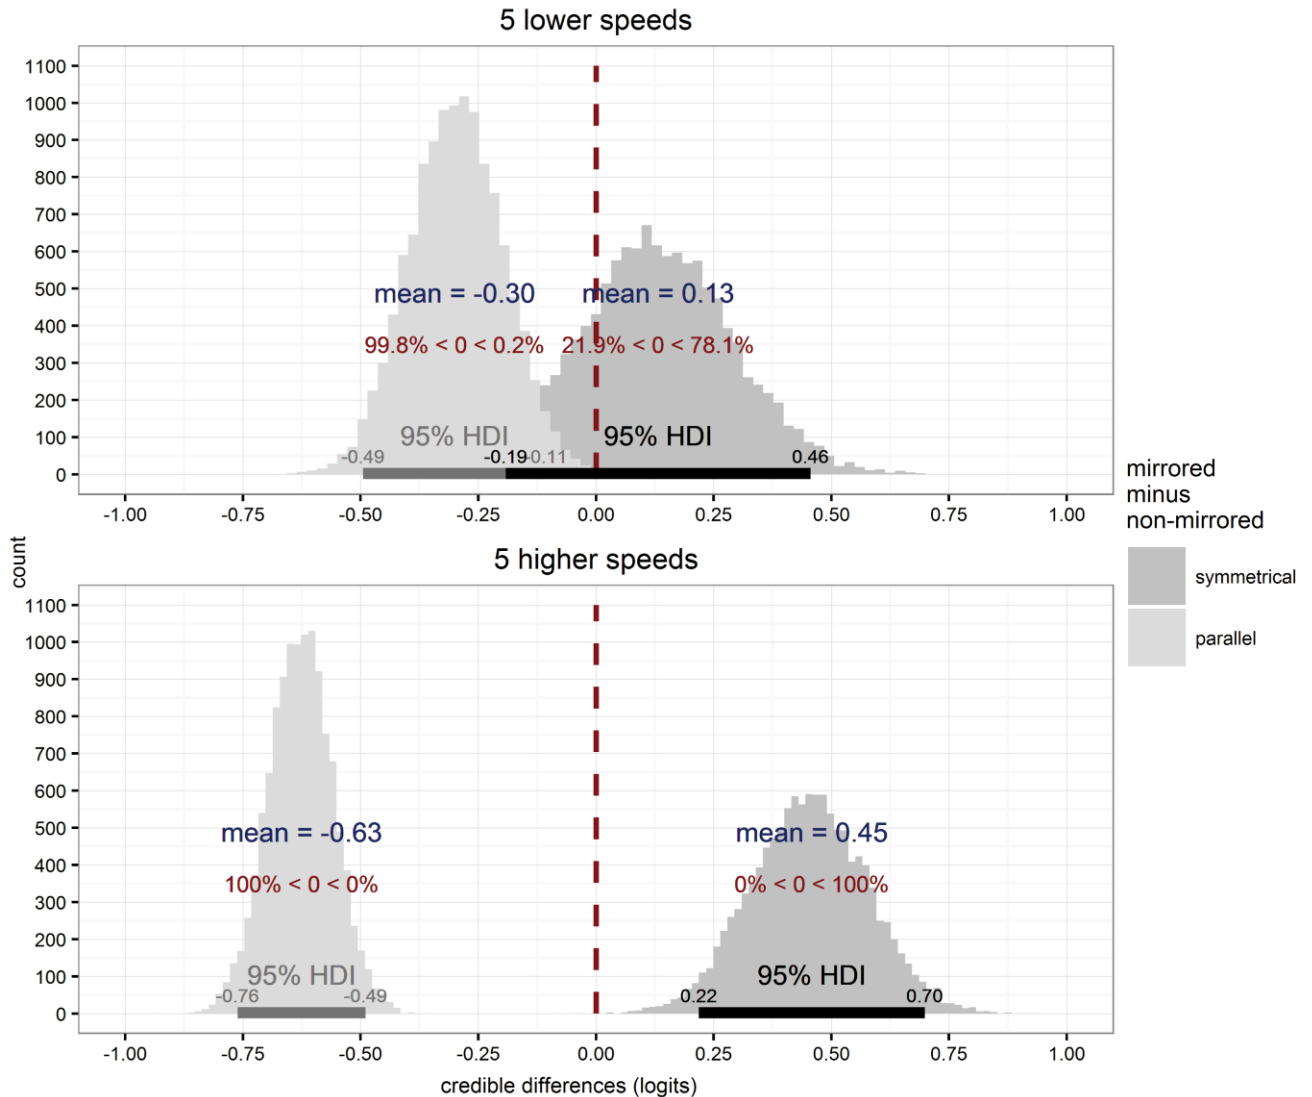 5 lower speeds
1100
1000
900
800
700
600
500
400
300
200
100
0
mean = -0.30
mean = 0.13
99.8% < 0 < 0.2%
21.9% < 0 < 78.1%
95% HDI
95% HDI
-0.49
-0.19
-0.11
0.46
-1.00
-0.75
-0.50
-0.25
0.00
0.25
0.50
0.75
1.00
count
5 higher speeds
1100
1000
900
800
700
600
500
400
300
200
100
0
mean = -0.63
mean = 0.45
100% < 0 < 0%
0% < 0 < 100%
95% HDI
95% HDI
-0.76
-0.49
0.22
0.70
-1.00
-0.75
-0.50
-0.25
0.00
0.25
0.50
0.75
1.00
credible differences (logits)
mirrored
minus
non-mirrored
symmetrical
parallel